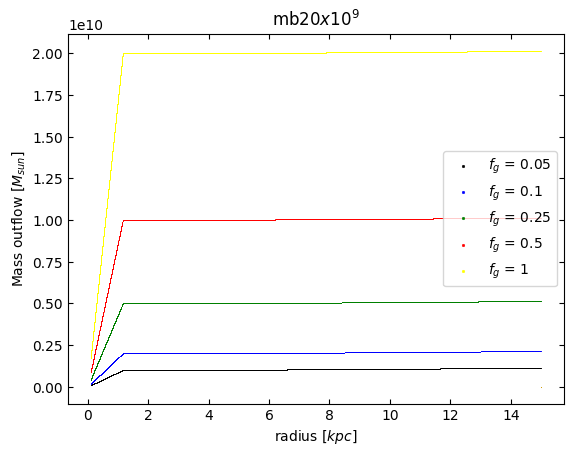 mb20x10⁹
1e10
2.00
1.75
1.50
1.25
1.00
0.75
0.50
0.25
0.00
Mass outflow [M_sun]
f_g = 0.05
f_g = 0.1
f_g = 0.25
f_g = 0.5
f_g = 1
0 2 4 6 8 10 12 14
radius [kpc]